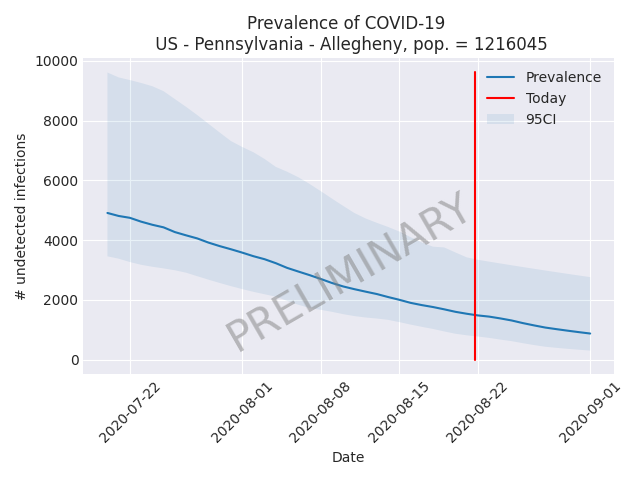 Prevalence of COVID-19
US - Pennsylvania - Allegheny, pop. = 1216045
10000
8000
6000
4000
2000
0
# undetected infections
Prevalence
Today
95CI
PRELIMINARY
2020-07-22
2020-08-01
2020-08-08
2020-08-15
2020-08-22
2020-09-01
Date